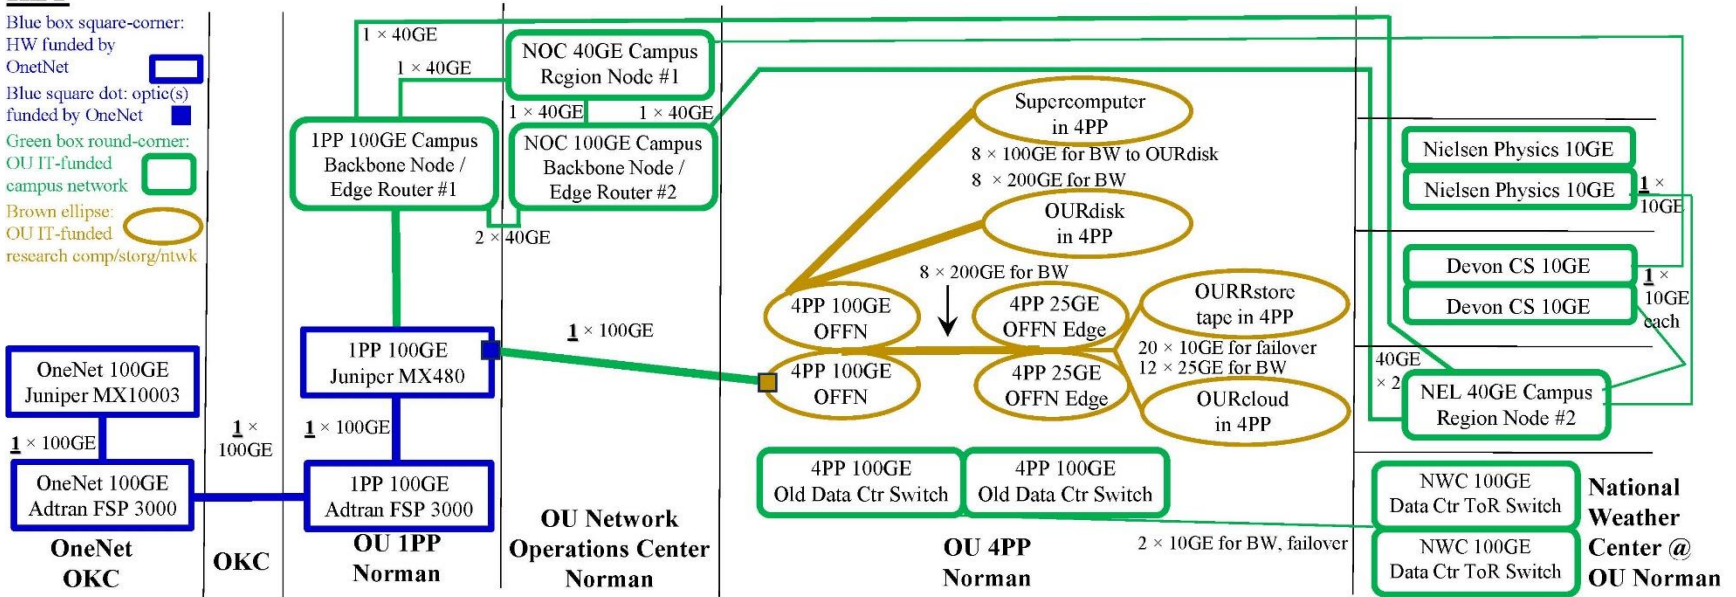 Blue box square-corner:
HW funded by
OnetNet
Blue square dot: optic(s)
funded by OneNet
Green box round-corner:
OU IT-funded
campus network
Brown ellipse:
OU IT-funded
research comp/storg/ntwk
OneNet 100GE
Juniper MX10003
1 × 100GE
OneNet 100GE
Adtran FSP 3000
OneNet
OKC
1 ×
100GE
OKC
1 × 40GE
1 × 40GE
1PP 100GE Campus
Backbone Node /
Edge Router #1
1PP 100GE
Juniper MX480
1 × 100GE
1PP 100GE
Adtran FSP 3000
OU 1PP
Norman
NOC 40GE Campus
Region Node #1
1 × 40GE
1 × 40GE
NOC 100GE Campus
Backbone Node /
Edge Router #2
2 × 40GE
1 × 100GE
OU Network
Operations Center
Norman
Supercomputer
in 4PP
8 × 100GE for BW to OURdisk
8 × 200GE for BW
OURdisk
in 4PP
8 × 200GE for BW
4PP 100GE
OFFN
4PP 25GE
OFFN Edge
OURRstore
tape in 4PP
20 × 10GE for failover
12 × 25GE for BW
4PP 100GE
OFFN
4PP 25GE
OFFN Edge
OURcloud
in 4PP
4PP 100GE
Old Data Ctr Switch
4PP 100GE
Old Data Ctr Switch
2 × 10GE for BW, failover
OU 4PP
Norman
Nielsen Physics 10GE
Nielsen Physics 10GE
1 ×
10GE
Devon CS 10GE
Devon CS 10GE
1 ×
10GE
each
40GE
× 2
NEL 40GE Campus
Region Node #2
NWC 100GE
Data Ctr ToR Switch
NWC 100GE
Data Ctr ToR Switch
National
Weather
Center @
OU Norman